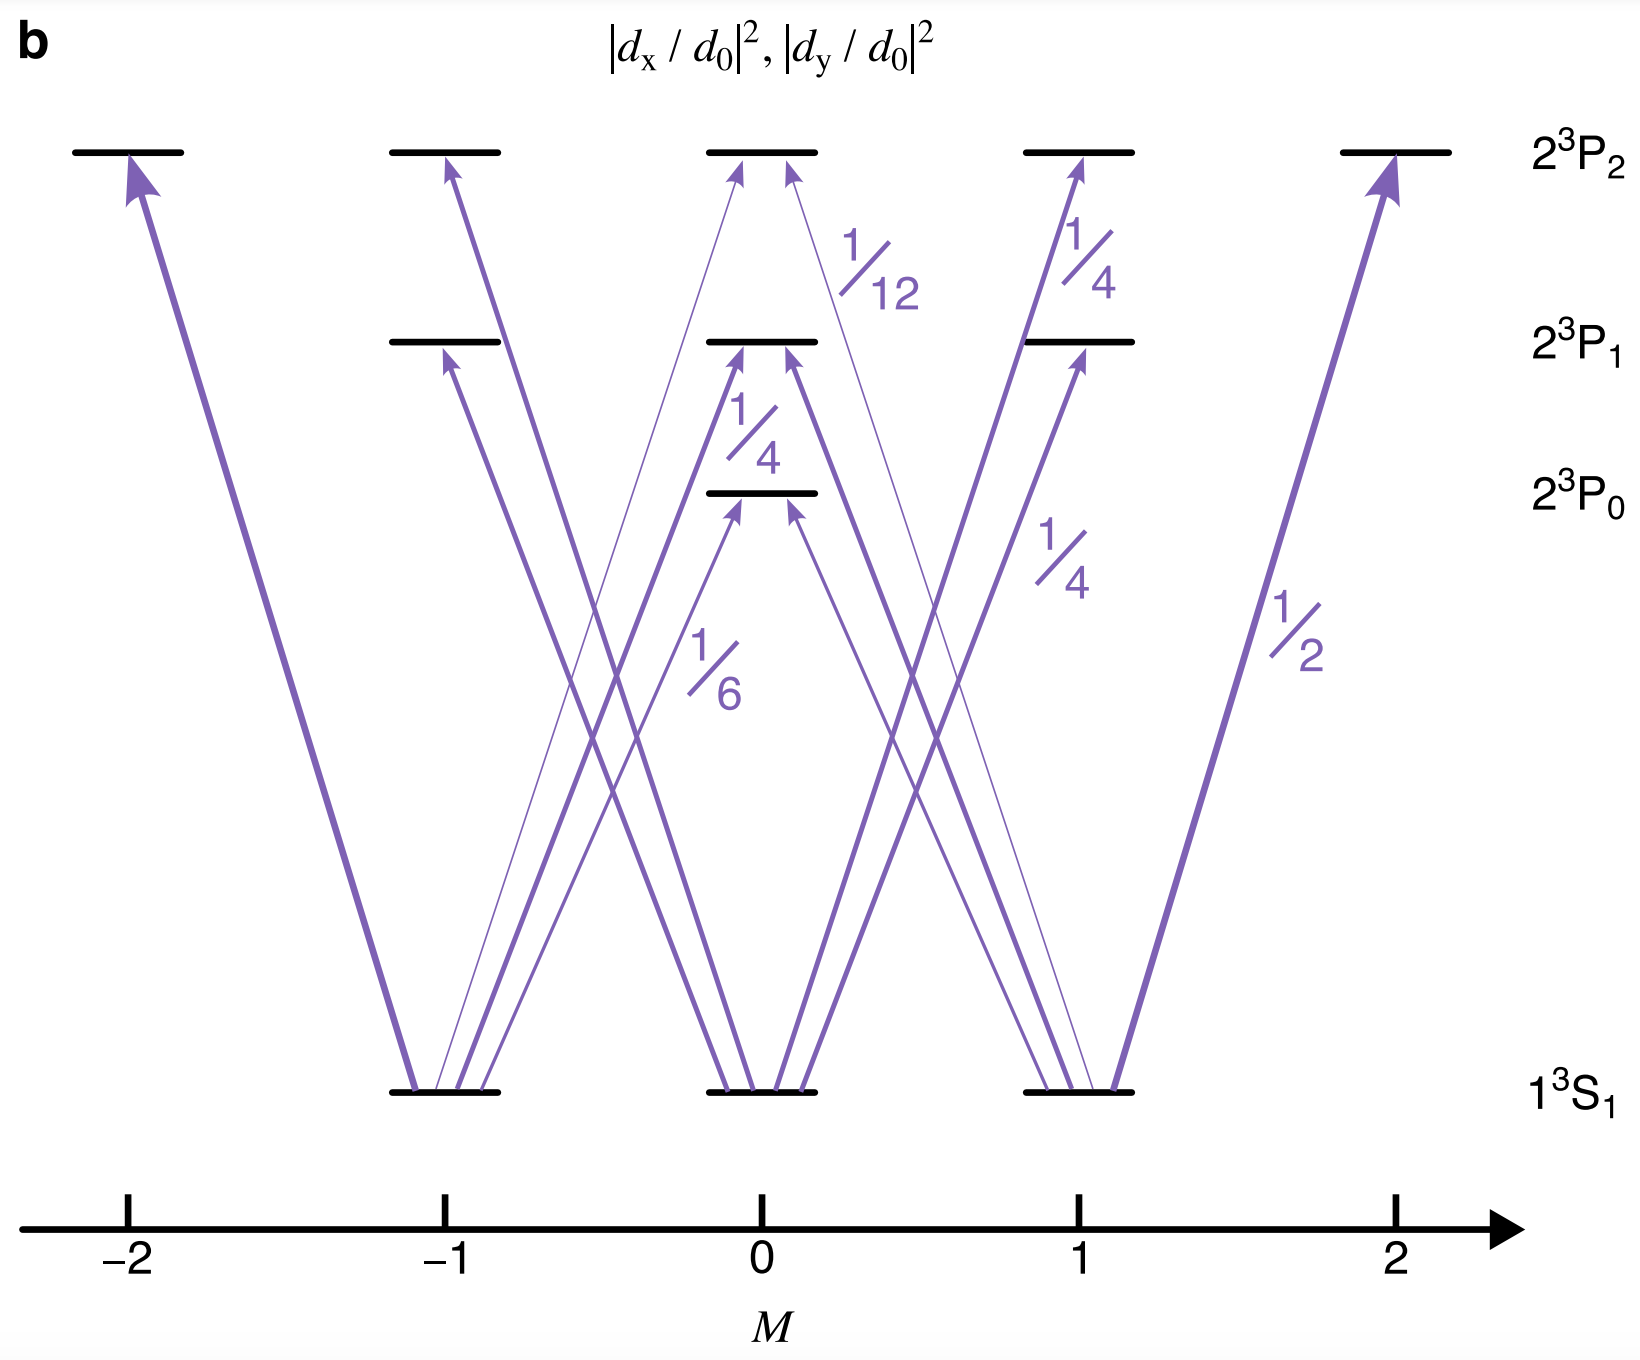 b
|dx / d0|², |dy / d0|²
2³P₂
1/12
1/4
2³P₁
1/4
2³P₀
1/4
1/2
1/6
1³S₁
−2 −1 0 1 2
M